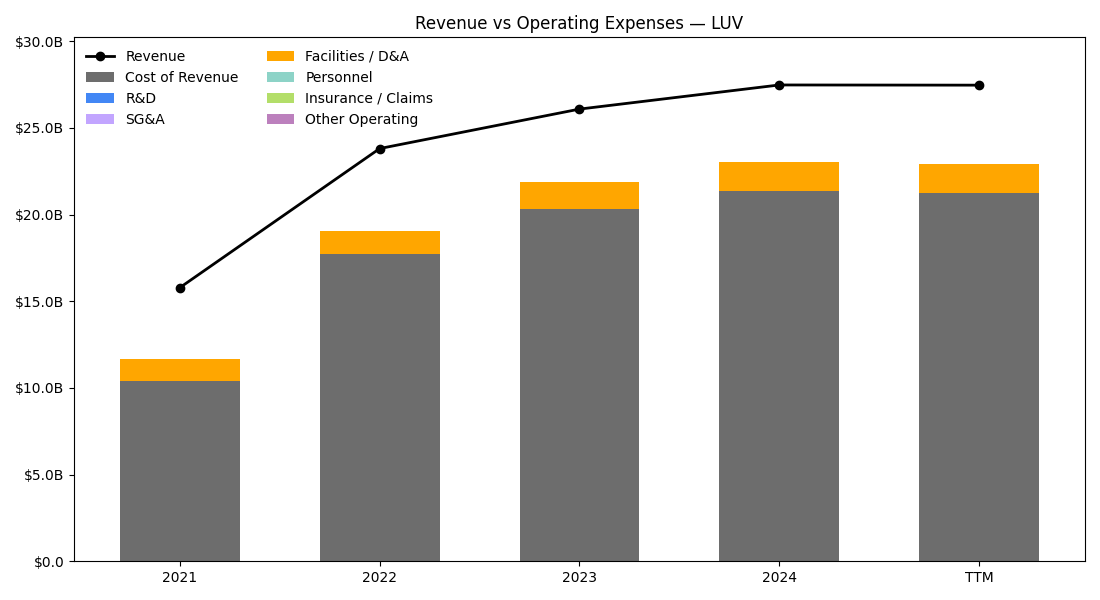 Revenue vs Operating Expenses — LUV
$30.0B
$25.0B
$20.0B
$15.0B
$10.0B
$5.0B
$0.0
Revenue
Cost of Revenue
R&D
SG&A
Facilities / D&A
Personnel
Insurance / Claims
Other Operating
2021
2022
2023
2024
TTM